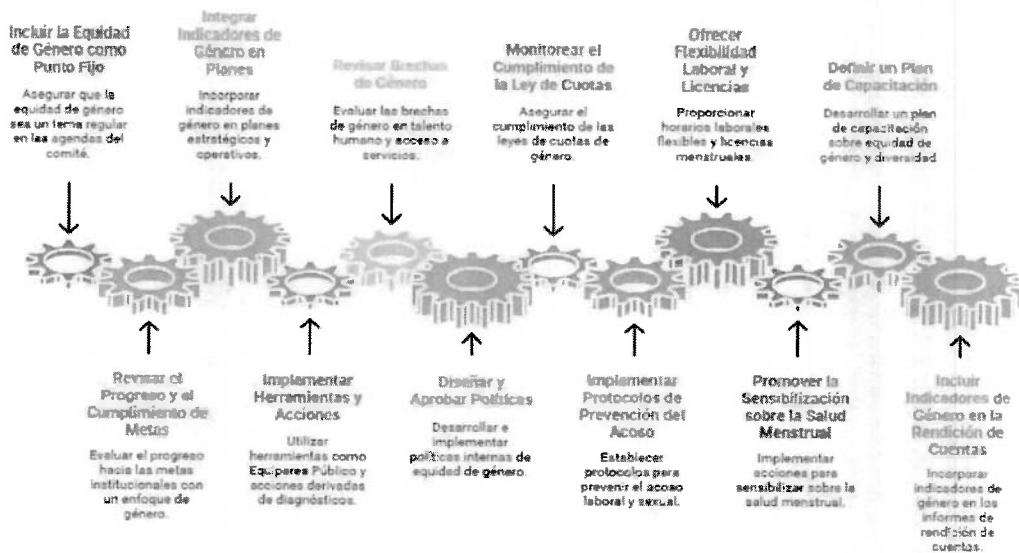 Incluir la Equidad
de Género como
Punto Fijo
Asegurar que la
equidad de género
sea un tema regular
en las agendas del
comité.
Integrar
Indicadores de
Género en
Planes
Incorporar
indicadores de
género en planes
estratégicos y
operativos.
Revisar Brechas
de Género
Evaluar las brechas
de género en talento
humano y acceso a
servicios.
Monitorear el
Cumplimiento de
la Ley de Cuotas
Asegurar el
cumplimiento de las
leyes de cuotas de
género.
Ofrecer
Flexibilidad
Laboral y
Licencias
Proporcionar
horarios laborales
flexibles y licencias
menstruales.
Definir un Plan
de Capacitación
Desarrollar un plan
de capacitación
sobre equidad de
género y diversidad
Revisar el
Progreso y el
Cumplimiento de
Metas
Evaluar el progreso
hacia las metas
institucionales con
un enfoque de
género.
Implementar
Herramientas y
Acciones
Utilizar
herramientas como
Equipares Público y
acciones derivadas
de diagnósticos.
Diseñar y
Aprobar Políticas
Desarrollar e
implementar
políticas internas de
equidad de género.
Implementar
Protocolos de
Prevención del
Acoso
Establecer
protocolos para
prevenir el acoso
laboral y sexual.
Promover la
Sensibilización
sobre la Salud
Menstrual
Implementar
acciones para
sensibilizar sobre la
salud menstrual.
Incluir
Indicadores de
Género en la
Rendición de
Cuentas
Incorporar
indicadores de
género en los
informes de
rendición de
cuentas.